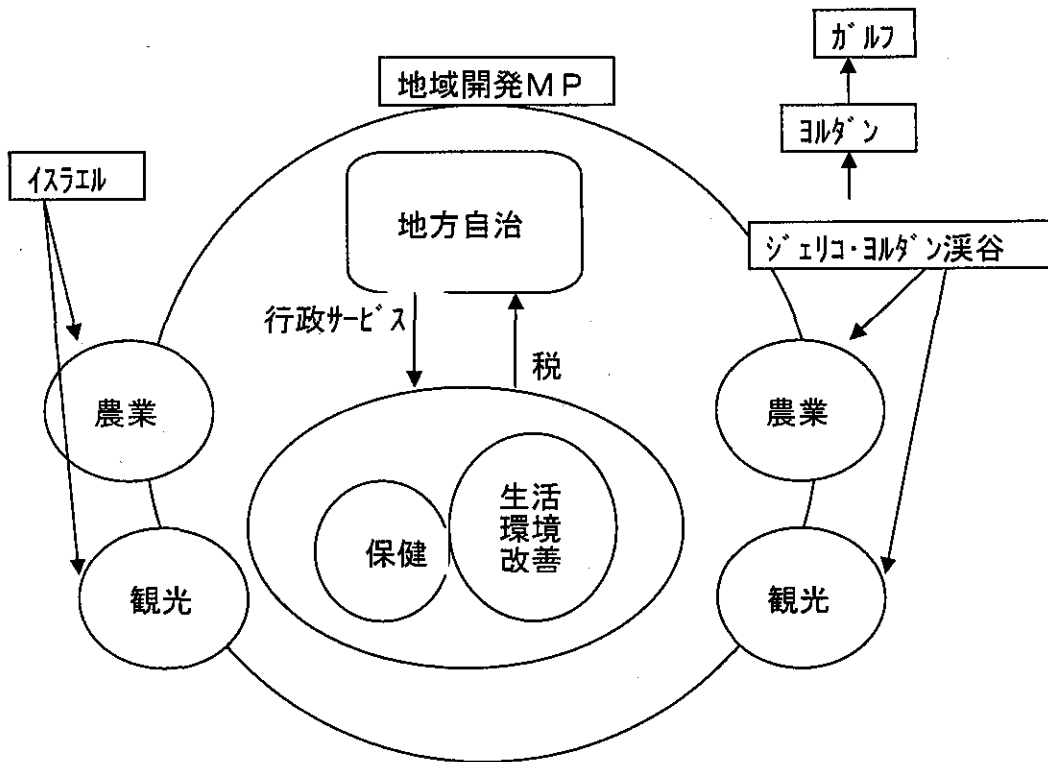 ｶﾞﾙﾌ
地域開発ＭＰ
ﾖﾙﾀﾞﾝ
ｲｽﾗｴﾙ
地方自治
ｼﾞｪﾘｺ・ﾖﾙﾀﾞﾝ渓谷
行政ｻｰﾋﾞｽ
税
農業
農業
生活
環境
改善
保健
観光
観光